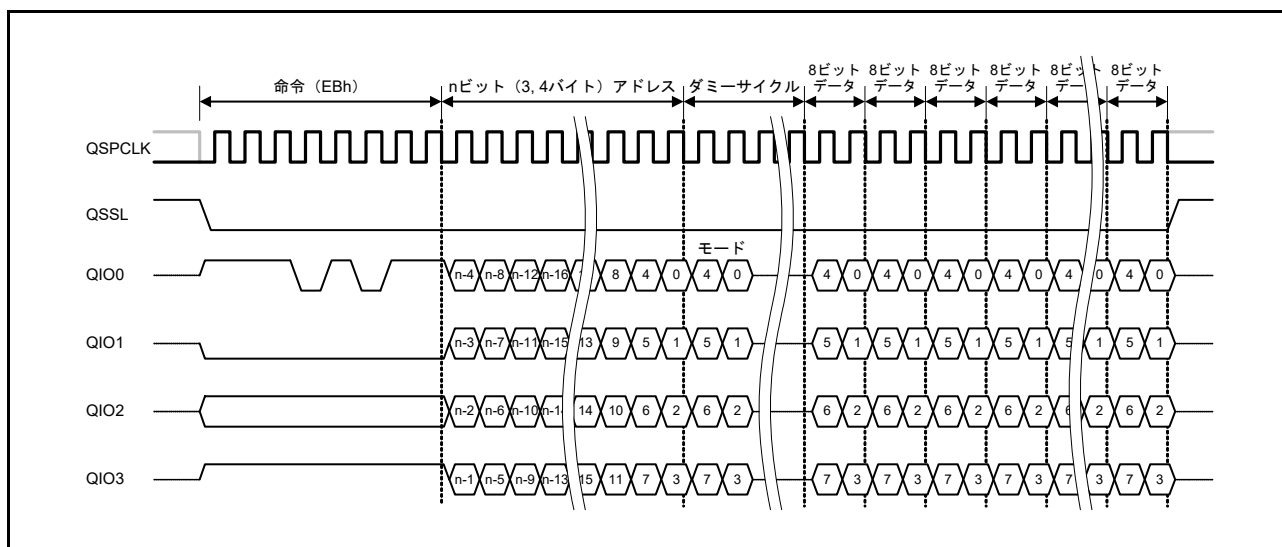 命令（EBh）
nビット（3, 4バイト）アドレス
ダミーサイクル
8ビット
データ
8ビット
データ
8ビット
データ
8ビット
データ
8ビット
デー
8ビット
データ
QSPCLK
QSSL
モード
QIO0
n-4 n-8 n-12 n-16 8 4 0 4 0 4 0 4 0 4 0 4 0 4 0 4 0
QIO1
n-3 n-7 n-11 n-15 13 9 5 1 5 1 5 1 5 1 5 1 5 1 5 1 5 1
QIO2
n-2 n-6 n-10 n-14 14 10 6 2 6 2 6 2 6 2 6 2 6 2 6 2 6 2
QIO3
n-1 n-5 n-9 n-13 15 11 7 3 7 3 7 3 7 3 7 3 7 3 7 3 7 3